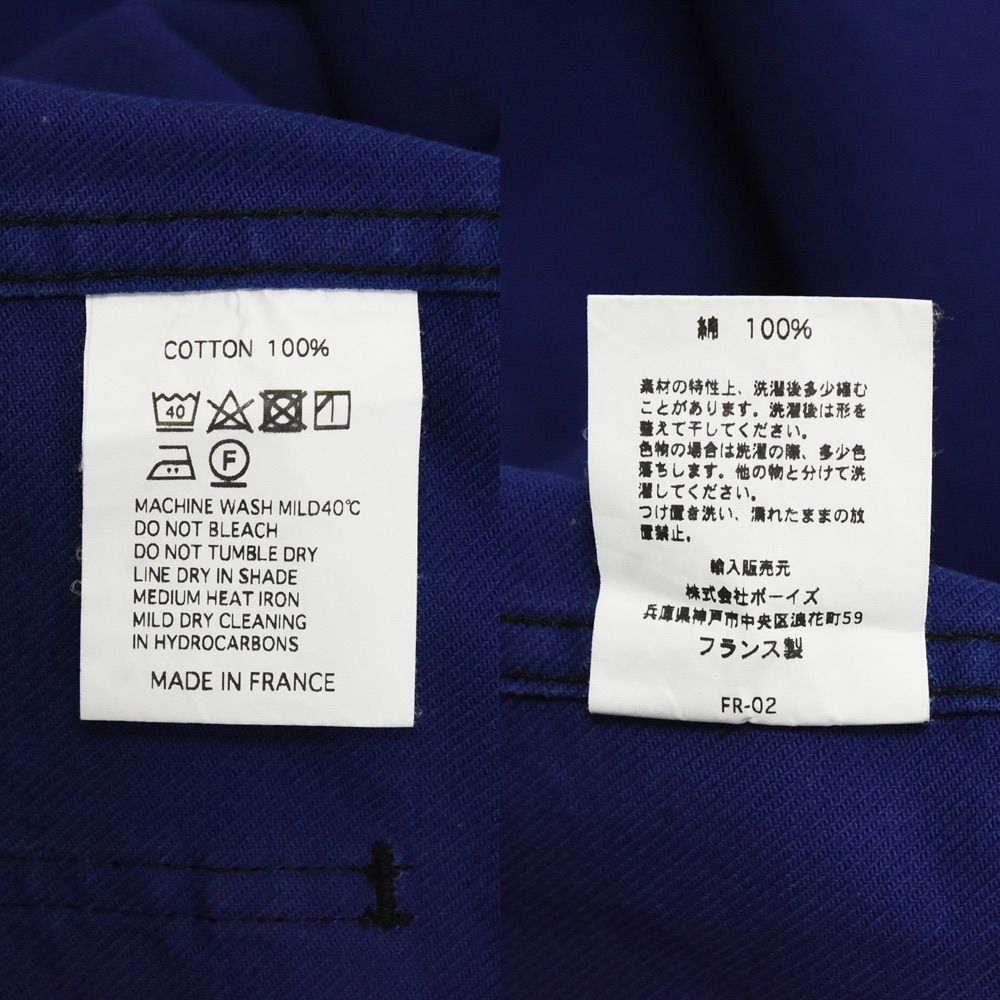 COTTON 100%
40
F
MACHINE WASH MILD40℃
DO NOT BLEACH
DO NOT TUMBLE DRY
LINE DRY IN SHADE
MEDIUM HEAT IRON
MILD DRY CLEANING
IN HYDROCARBONS
MADE IN FRANCE
綿 100%
素材の特性上、洗濯後多少縮む
ことがあります。洗濯後は形を
整えて干してください。
色物の場合は洗濯の際、多少色
落ちします。他の物と分けて洗
濯してください。
つけ置き洗い、濡れたままの放
置禁止。
輸入販売元
株式会社ボーイズ
兵庫県神戸市中央区浪花町59
フランス製
FR-02